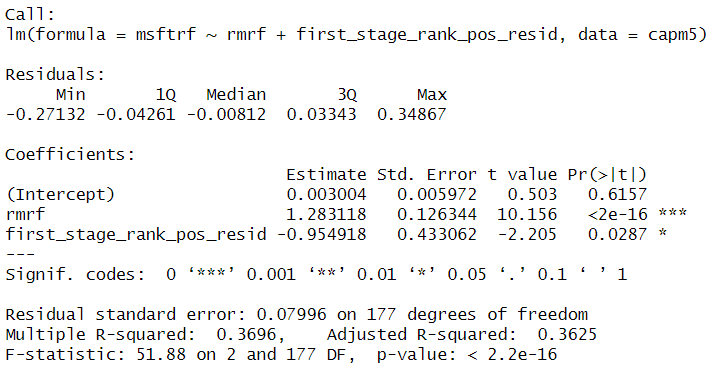 Call:
lm(formula = msftrf ~ rmrf + first_stage_rank_pos_resid, data = capm5)
Residuals:
Min 1Q Median 3Q Max
-0.27132 -0.04261 -0.00812 0.03343 0.34867
Coefficients:
Estimate Std. Error t value Pr(>|t|)
(Intercept) 0.003004 0.005972 0.503 0.6157
rmrf 1.283118 0.126344 10.156 <2e-16 ***
first_stage_rank_pos_resid -0.954918 0.433062 -2.205 0.0287 *
---
Signif. codes: 0 ‘***’ 0.001 ‘**’ 0.01 ‘*’ 0.05 ‘.’ 0.1 ‘ ’ 1
Residual standard error: 0.07996 on 177 degrees of freedom
Multiple R-squared: 0.3696, Adjusted R-squared: 0.3625
F-statistic: 51.88 on 2 and 177 DF, p-value: < 2.2e-16